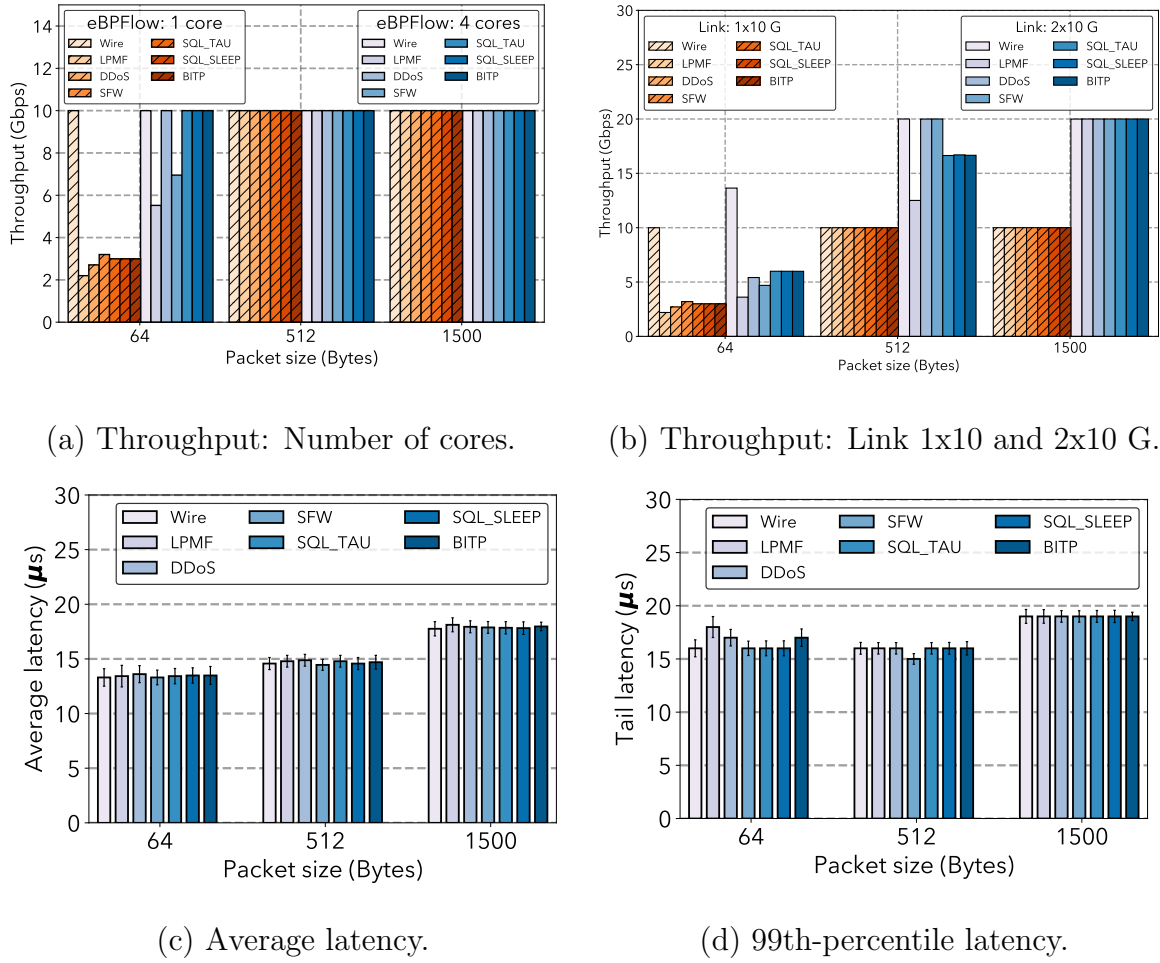 eBPFlow: 1 core
Wire
LPMF
DDoS
SFW
SQL_TAU
SQL_SLEEP
BITP
eBPFlow: 4 cores
Wire
LPMF
DDoS
SFW
SQL_TAU
SQL_SLEEP
BITP
Throughput (Gbps)
14
12
10
8
6
4
2
0
64
512
1500
Packet size (Bytes)
(a) Throughput: Number of cores.
Link: 1x10 G
Wire
LPMF
DDoS
SFW
SQL_TAU
SQL_SLEEP
BITP
Link: 2x10 G
Wire
LPMF
DDoS
SFW
SQL_TAU
SQL_SLEEP
BITP
Throughput (Gbps)
30
25
20
15
10
5
0
64
512
1500
Packet size (Bytes)
(b) Throughput: Link 1x10 and 2x10 G.
Wire
LPMF
DDoS
SFW
SQL_TAU
SQL_SLEEP
BITP
Average latency (μs)
30
25
20
15
10
5
0
64
512
1500
Packet size (Bytes)
(c) Average latency.
Wire
LPMF
DDoS
SFW
SQL_TAU
SQL_SLEEP
BITP
Tail latency (μs)
30
25
20
15
10
5
0
64
512
1500
Packet size (Bytes)
(d) 99th-percentile latency.